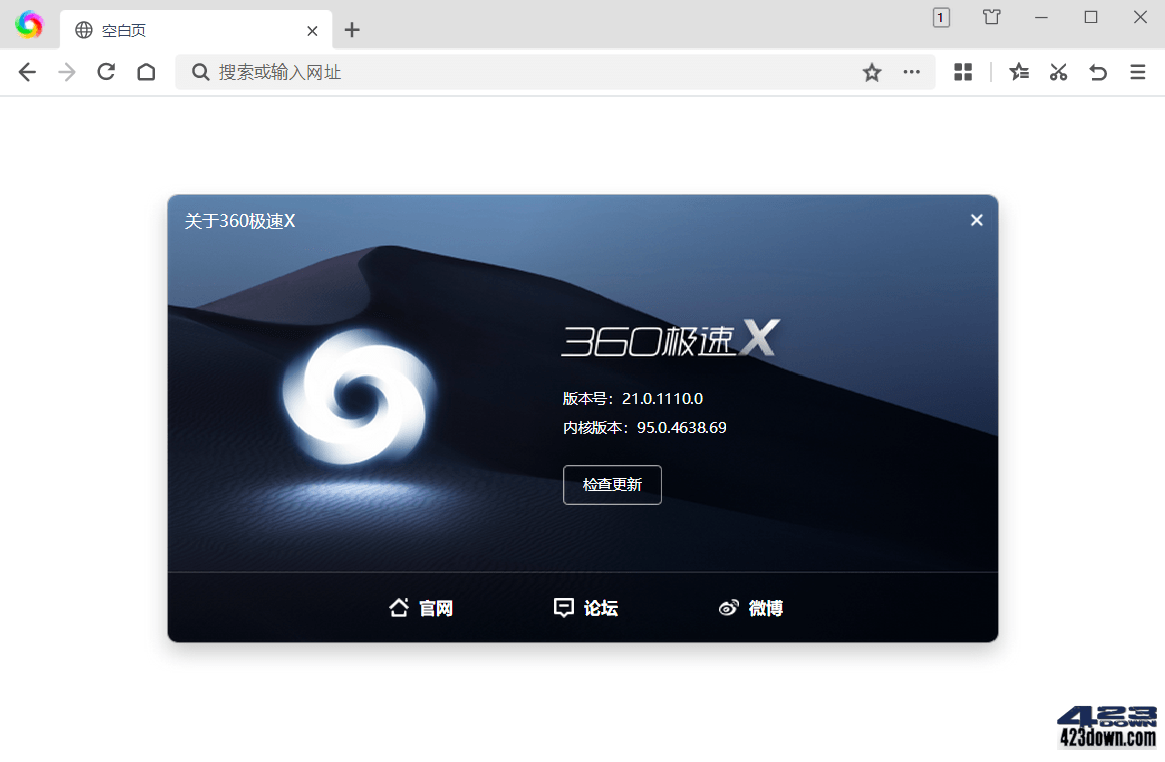 空白页
1
搜索或输入网址
关于360极速X
360极速X
版本号：21.0.1110.0
内核版本：95.0.4638.69
检查更新
官网
论坛
微博
423
DOWN
423down.com